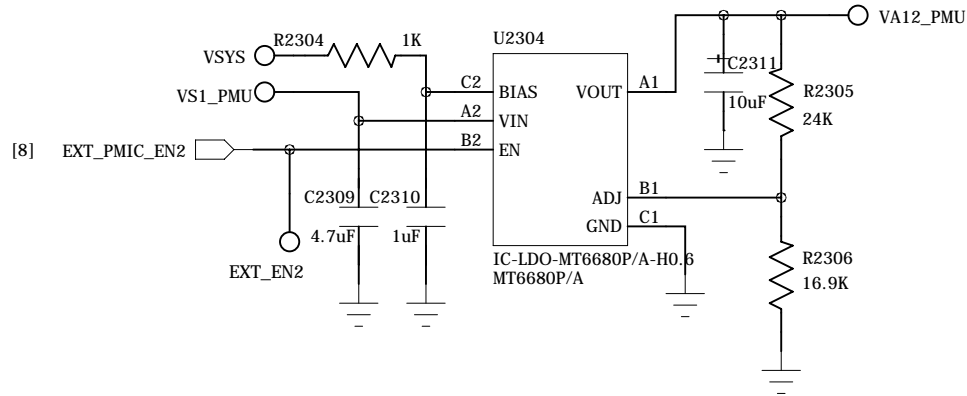 VA12_PMU
R2304 1K
VSYS
U2304
VS1_PMU
C2 BIAS VOUT A1
A2 VIN
B2 EN
[8] EXT_PMIC_EN2
C2311
10uF
R2305
24K
ADJ B1
GND C1
C2309 C2310
4.7uF 1uF
EXT_EN2
IC-LDO-MT6680P/A-H0.6
MT6680P/A
R2306
16.9K